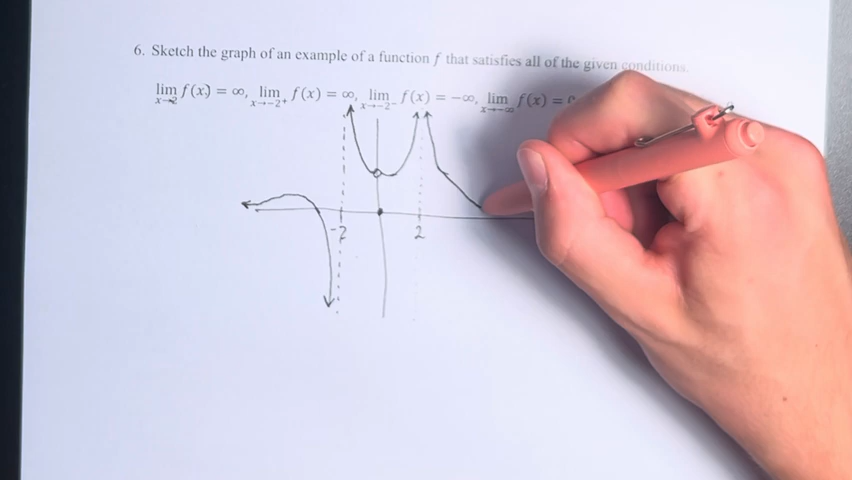 6. Sketch the graph of an example of a function f that satisfies all of the given conditions.
lim x→2 f(x) = ∞, lim x→−2⁺ f(x) = ∞, lim x→−2⁻ f(x) = −∞, lim x→−∞ f(x) =
-2 2